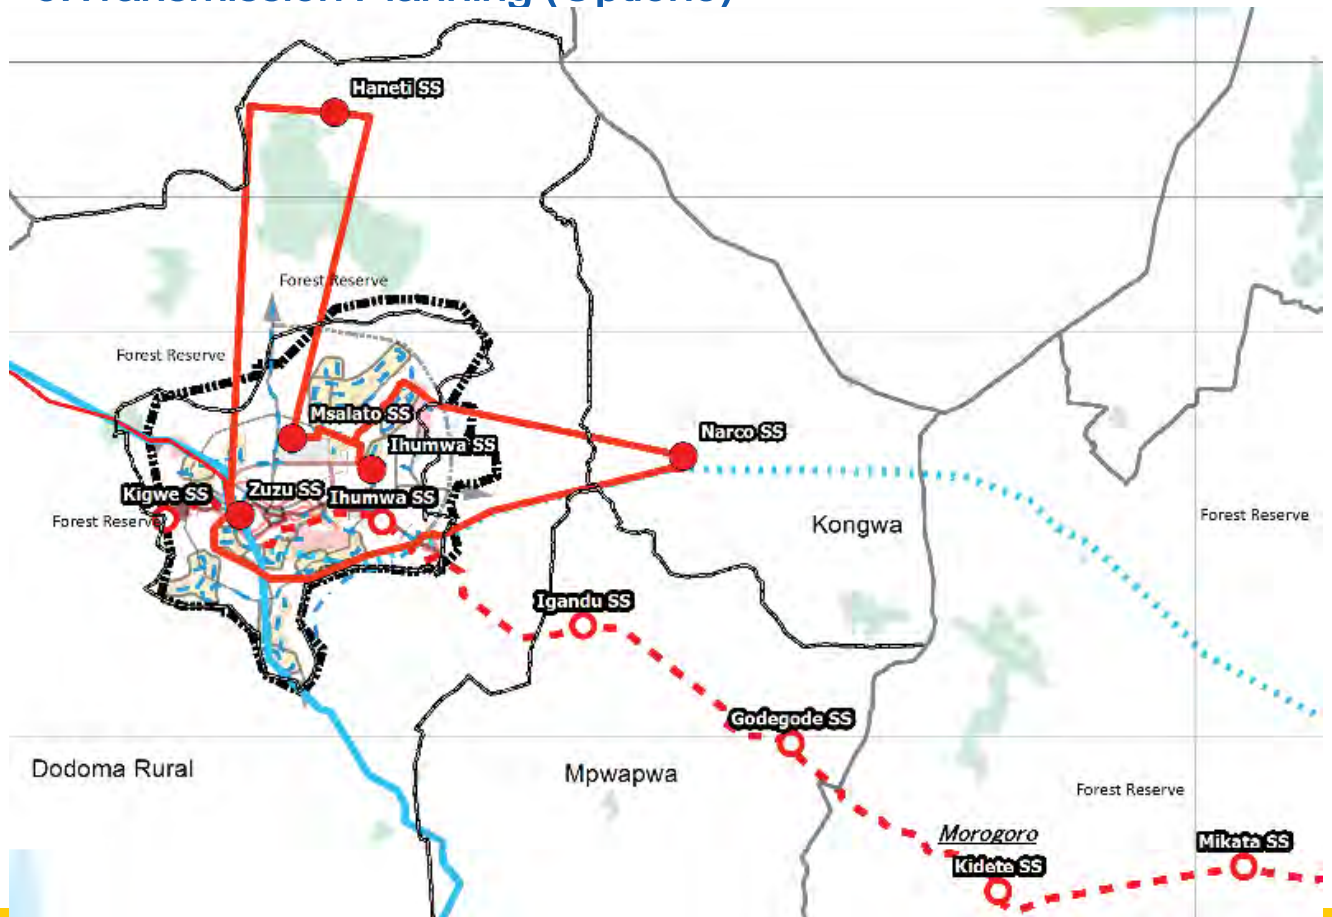 Haneti SS
Forest Reserve
Forest Reserve
Msalato SS
Narco SS
Ihumwa SS
Kigwe SS
Zuzu SS
Ihumwa SS
Forest Reserve
Kongwa
Forest Reserve
Igandu SS
Godegode SS
Dodoma Rural
Mpwapwa
Forest Reserve
Morogoro
Mikata SS
Kidete SS